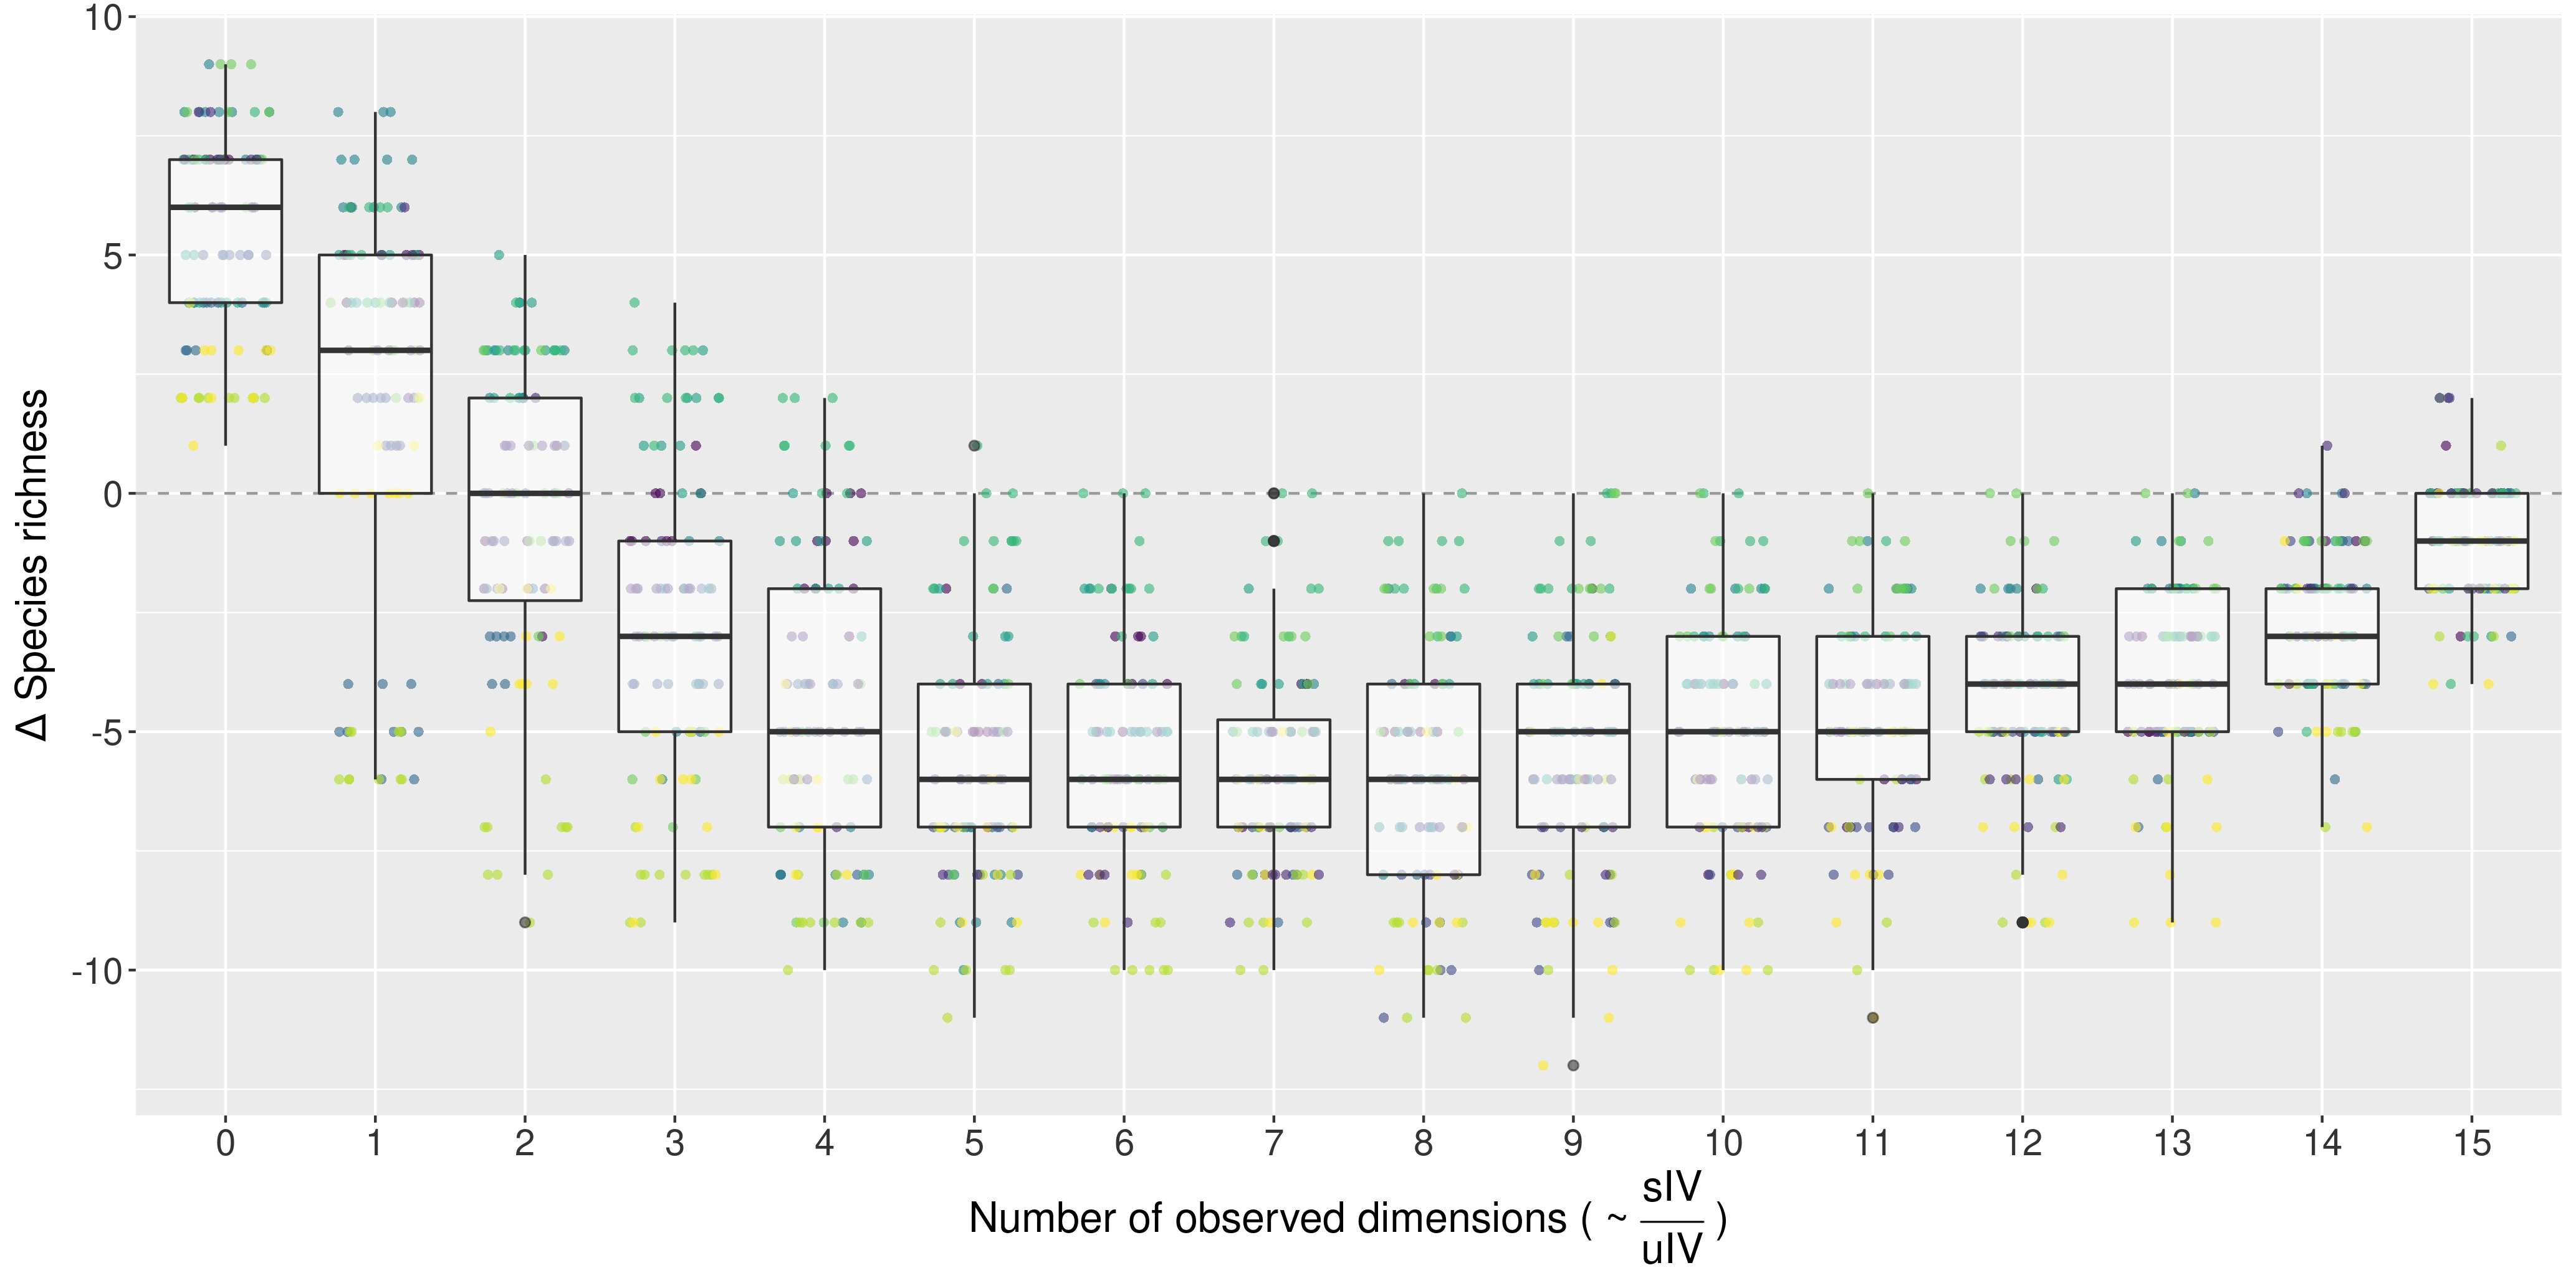 10
5
0
-5
-10
Δ Species richness
0 1 2 3 4 5 6 7 8 9 10 11 12 13 14 15
Number of observed dimensions ( ~ sIV / uIV )